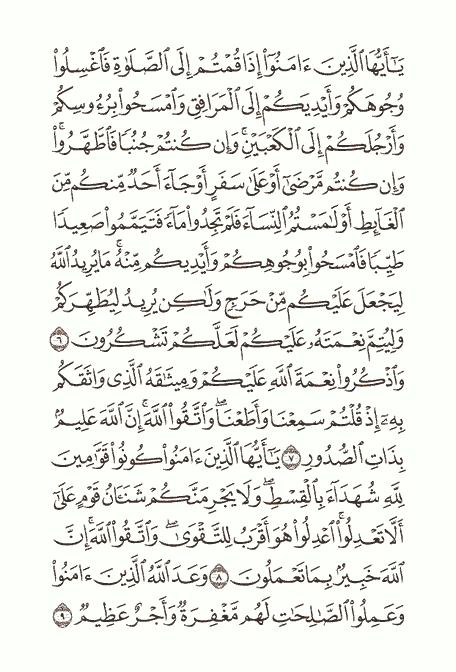 يَٰٓأَيُّهَا ٱلَّذِينَ ءَامَنُوٓا۟ إِذَا قُمْتُمْ إِلَى ٱلصَّلَوٰةِ فَٱغْسِلُوا۟
وُجُوهَكُمْ وَأَيْدِيَكُمْ إِلَى ٱلْمَرَافِقِ وَٱمْسَحُوا۟ بِرُءُوسِكُمْ
وَأَرْجُلَكُمْ إِلَى ٱلْكَعْبَيْنِ ۚ وَإِن كُنتُمْ جُنُبًا فَٱطَّهَّرُوا۟ ۚ
وَإِن كُنتُم مَّرْضَىٰٓ أَوْ عَلَىٰ سَفَرٍ أَوْ جَآءَ أَحَدٌ مِّنكُم مِّنَ
ٱلْغَآئِطِ أَوْ لَٰمَسْتُمُ ٱلنِّسَآءَ فَلَمْ تَجِدُوا۟ مَآءً فَتَيَمَّمُوا۟ صَعِيدًا
طَيِّبًا فَٱمْسَحُوا۟ بِوُجُوهِكُمْ وَأَيْدِيكُم مِّنْهُ ۚ مَا يُرِيدُ ٱللَّهُ
لِيَجْعَلَ عَلَيْكُم مِّنْ حَرَجٍ وَلَٰكِن يُرِيدُ لِيُطَهِّرَكُمْ
وَلِيُتِمَّ نِعْمَتَهُۥ عَلَيْكُمْ لَعَلَّكُمْ تَشْكُرُونَ ٦
وَٱذْكُرُوا۟ نِعْمَةَ ٱللَّهِ عَلَيْكُمْ وَمِيثَٰقَهُ ٱلَّذِى وَاثَقَكُم
بِهِۦٓ إِذْ قُلْتُمْ سَمِعْنَا وَأَطَعْنَا ۖ وَٱتَّقُوا۟ ٱللَّهَ ۚ إِنَّ ٱللَّهَ عَلِيمٌۢ
بِذَاتِ ٱلصُّدُورِ ٧ يَٰٓأَيُّهَا ٱلَّذِينَ ءَامَنُوا۟ كُونُوا۟ قَوَّٰمِينَ
لِلَّهِ شُهَدَآءَ بِٱلْقِسْطِ ۖ وَلَا يَجْرِمَنَّكُمْ شَنَـَٔانُ قَوْمٍ عَلَىٰٓ
أَلَّا تَعْدِلُوا۟ ۚ ٱعْدِلُوا۟ هُوَ أَقْرَبُ لِلتَّقْوَىٰ ۖ وَٱتَّقُوا۟ ٱللَّهَ ۚ إِنَّ
ٱللَّهَ خَبِيرٌۢ بِمَا تَعْمَلُونَ ٨ وَعَدَ ٱللَّهُ ٱلَّذِينَ ءَامَنُوا۟
وَعَمِلُوا۟ ٱلصَّٰلِحَٰتِ ۙ لَهُم مَّغْفِرَةٌ وَأَجْرٌ عَظِيمٌ ٩